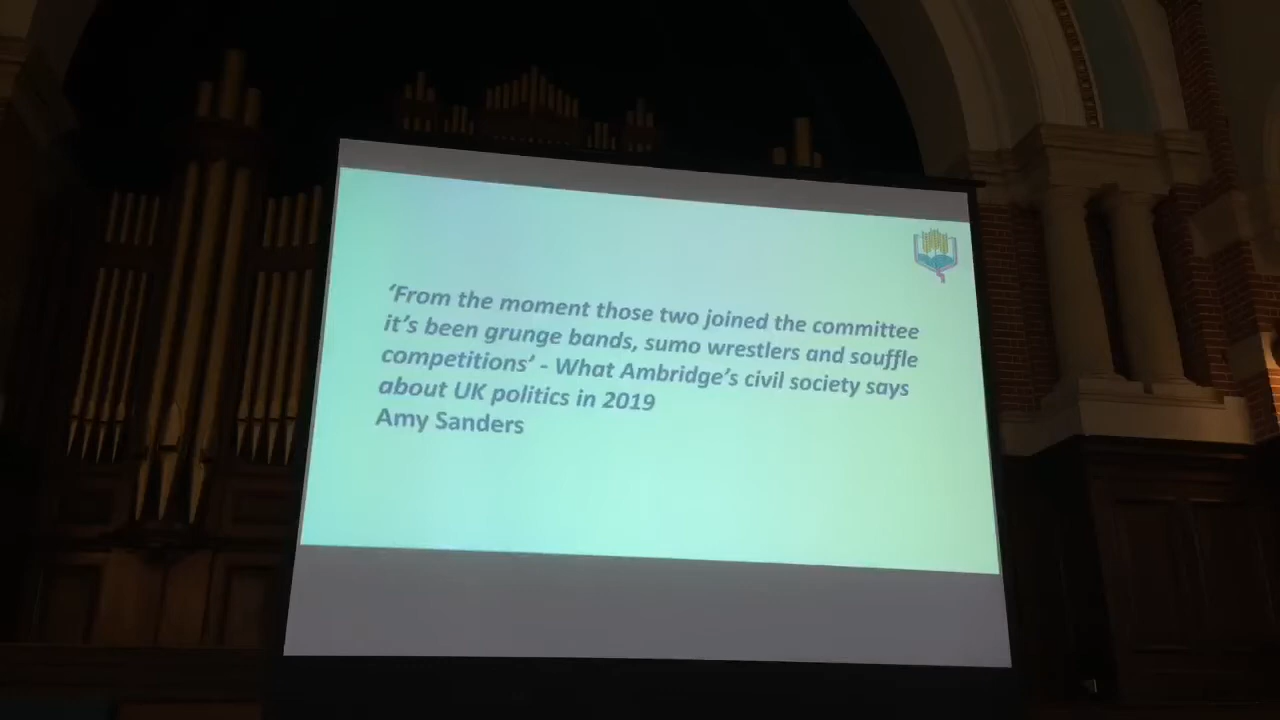 ‘From the moment those two joined the committee
it’s been grunge bands, sumo wrestlers and souffle
competitions’ - What Ambridge’s civil society says
about UK politics in 2019
Amy Sanders